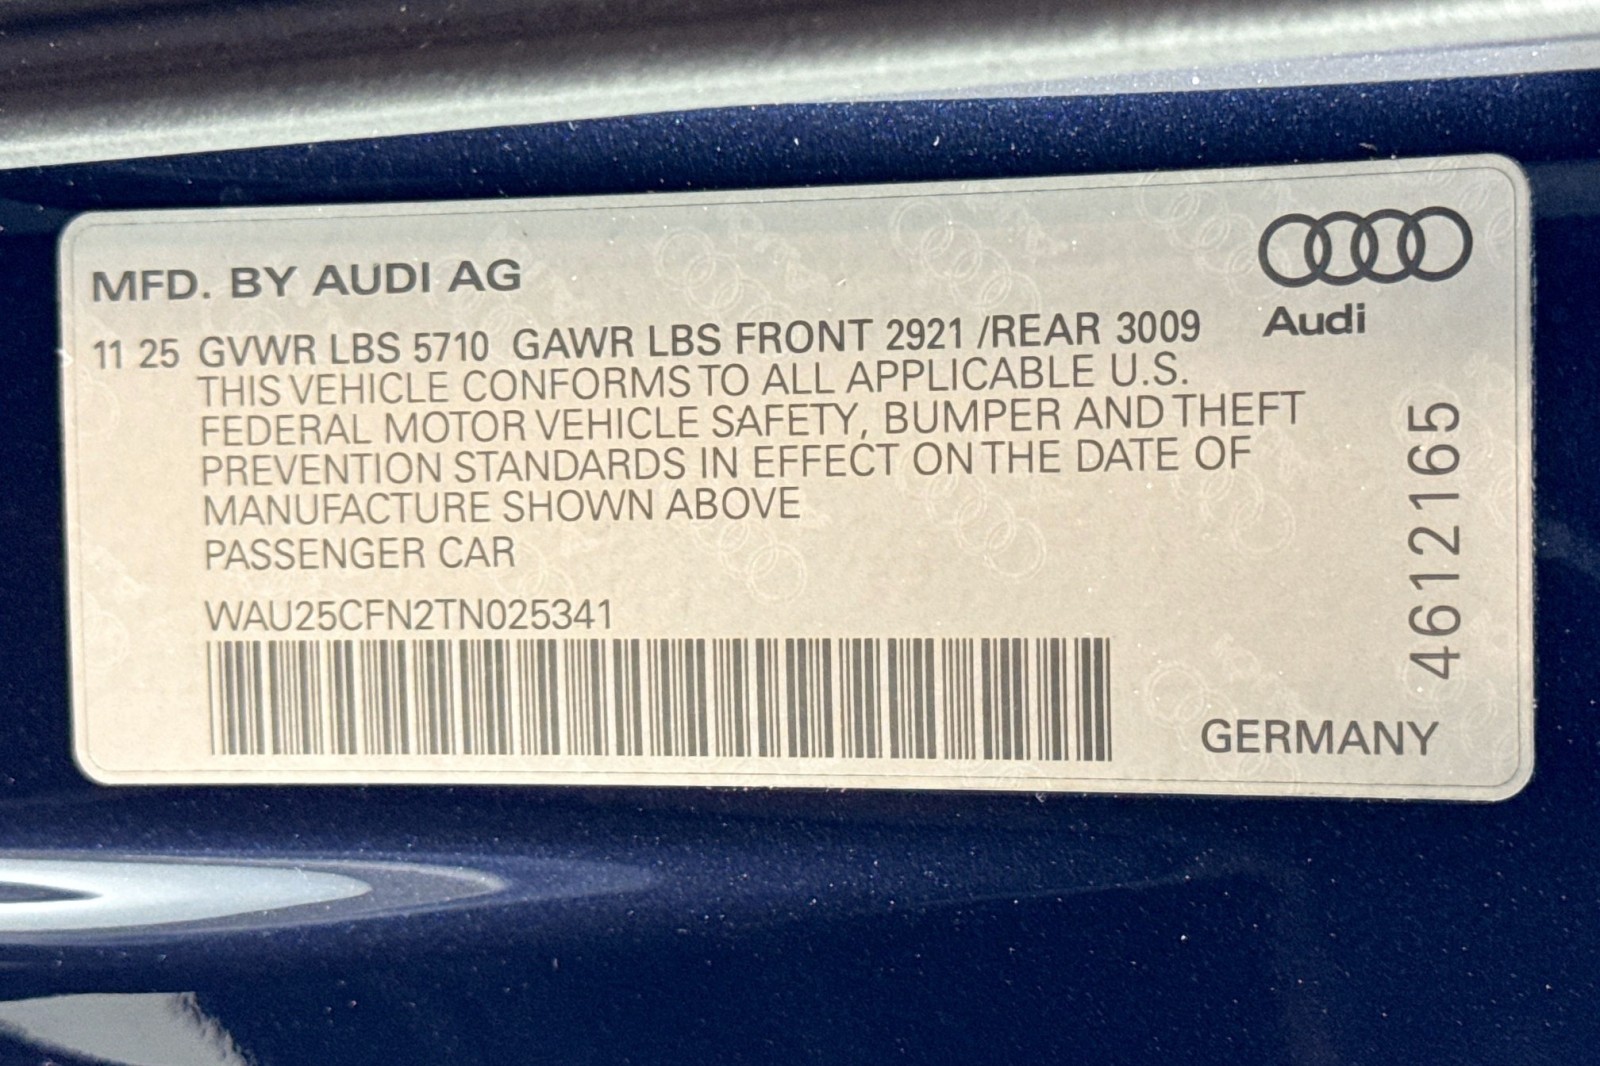 MFD. BY AUDI AG
Audi
11 25 GVWR LBS 5710 GAWR LBS FRONT 2921 /REAR 3009
THIS VEHICLE CONFORMS TO ALL APPLICABLE U.S.
FEDERAL MOTOR VEHICLE SAFETY, BUMPER AND THEFT
PREVENTION STANDARDS IN EFFECT ON THE DATE OF
MANUFACTURE SHOWN ABOVE
PASSENGER CAR
WAU25CFN2TN025341
4612165
GERMANY